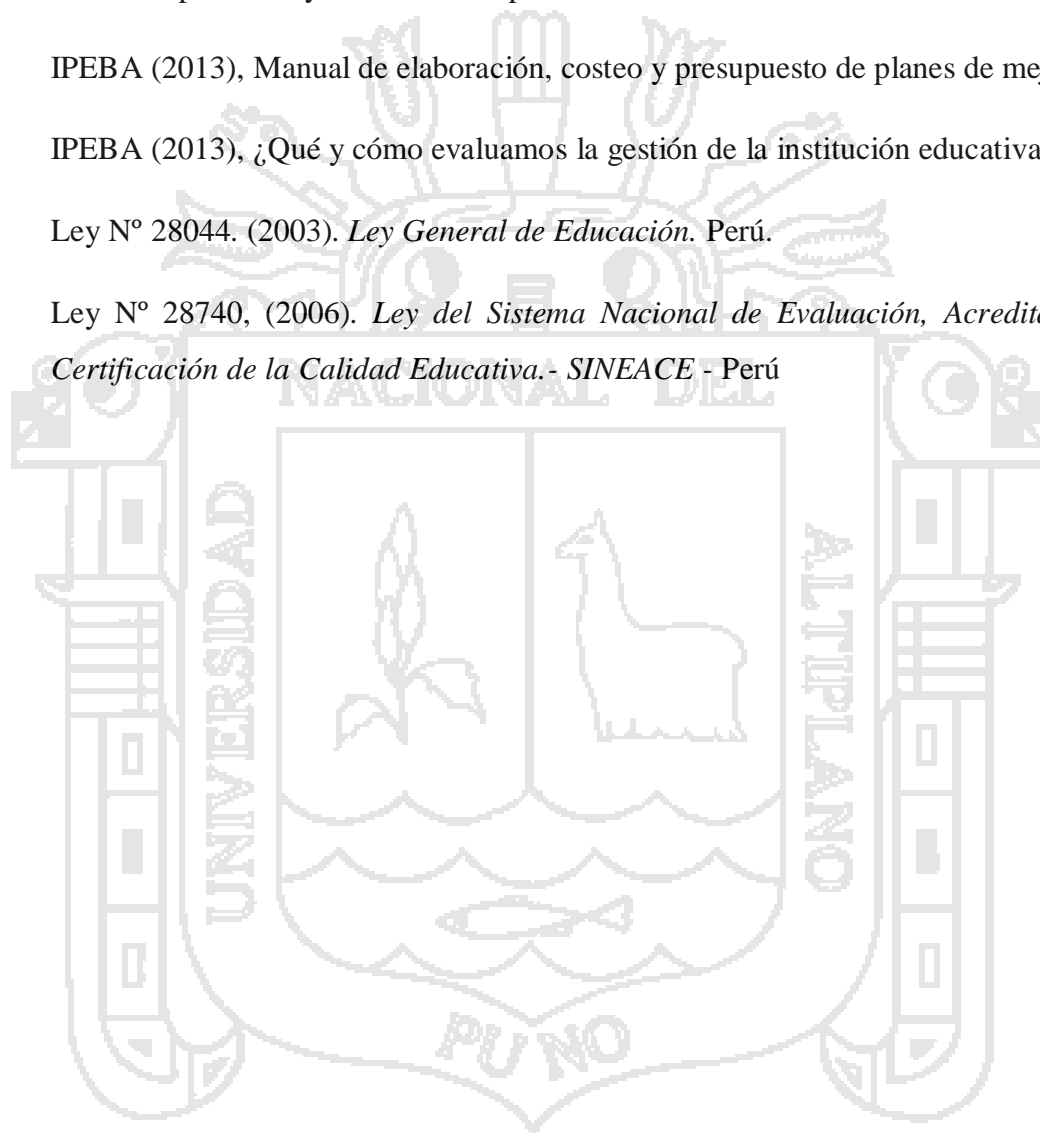 IPEBA (2013), Manual de elaboración, costeo y presupuesto de planes de
IPEBA (2013), ¿Qué y cómo evaluamos la gestión de la institución educativa
Ley Nº 28044. (2003). Ley General de Educación. Perú.
Ley Nº 28740, (2006). Ley del Sistema Nacional de Evaluación,
Certificación de la Calidad Educativa.- SINEACE - Perú
NACIONAL DEL
UNIVERSIDAD
ALTIPLANO
PUNO